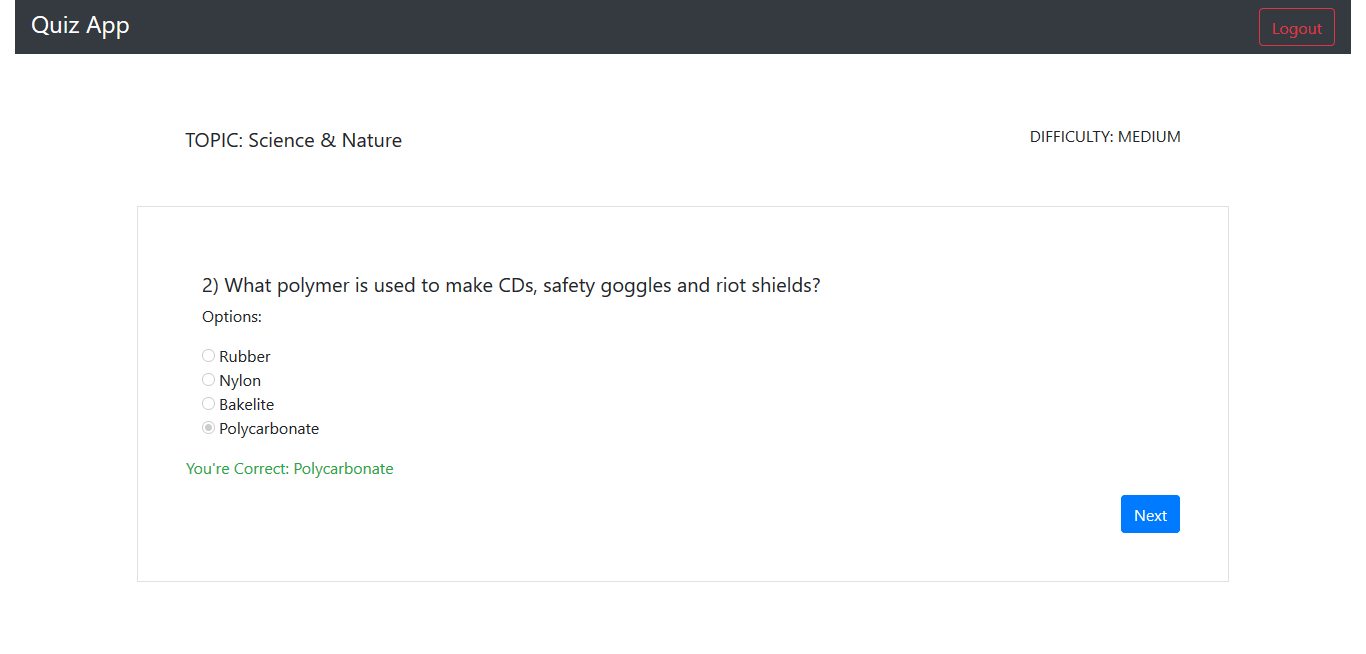 Quiz App
Logout
TOPIC: Science & Nature
DIFFICULTY: MEDIUM
2) What polymer is used to make CDs, safety goggles and riot shields?
Options:
Rubber
Nylon
Bakelite
Polycarbonate
You're Correct: Polycarbonate
Next